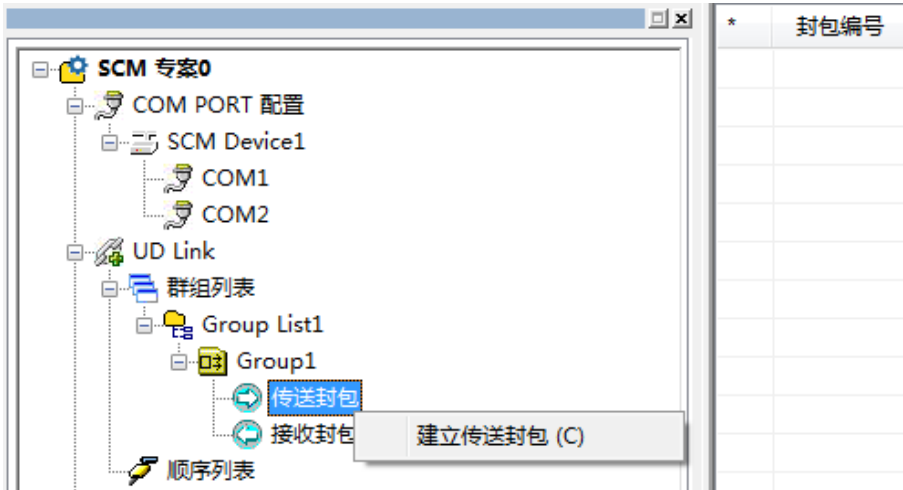 * 封包编号
SCM 专案0
COM PORT 配置
SCM Device1
COM1
COM2
UD Link
群组列表
Group List1
Group1
传送封包
接收封包
建立传送封包 (C)
顺序列表